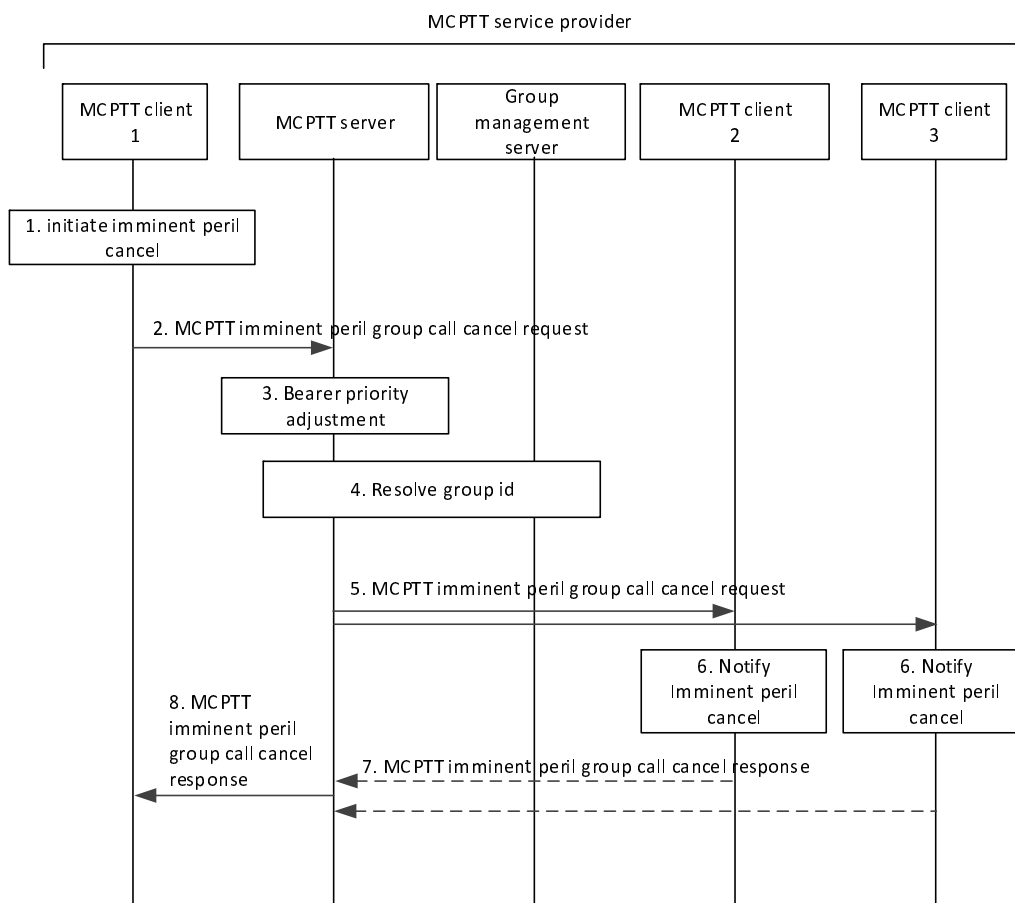 MCPTT service provider
MCPTT client
1
MCPTT server
Group
management
server
MCPTT client
2
MCPTT client
3
1. initiate imminent peril
cancel
2. MCPTT imminent peril group call cancel request
3. Bearer priority
adjustment
4. Resolve group id
5. MCPTT imminent peril group call cancel request
6. Notify
Imminent peril
cancel
6. Notify
Imminent peril
cancel
8. MCPTT
imminent peril
group call cancel
response
7. MCPTT imminent peril group call cancel response